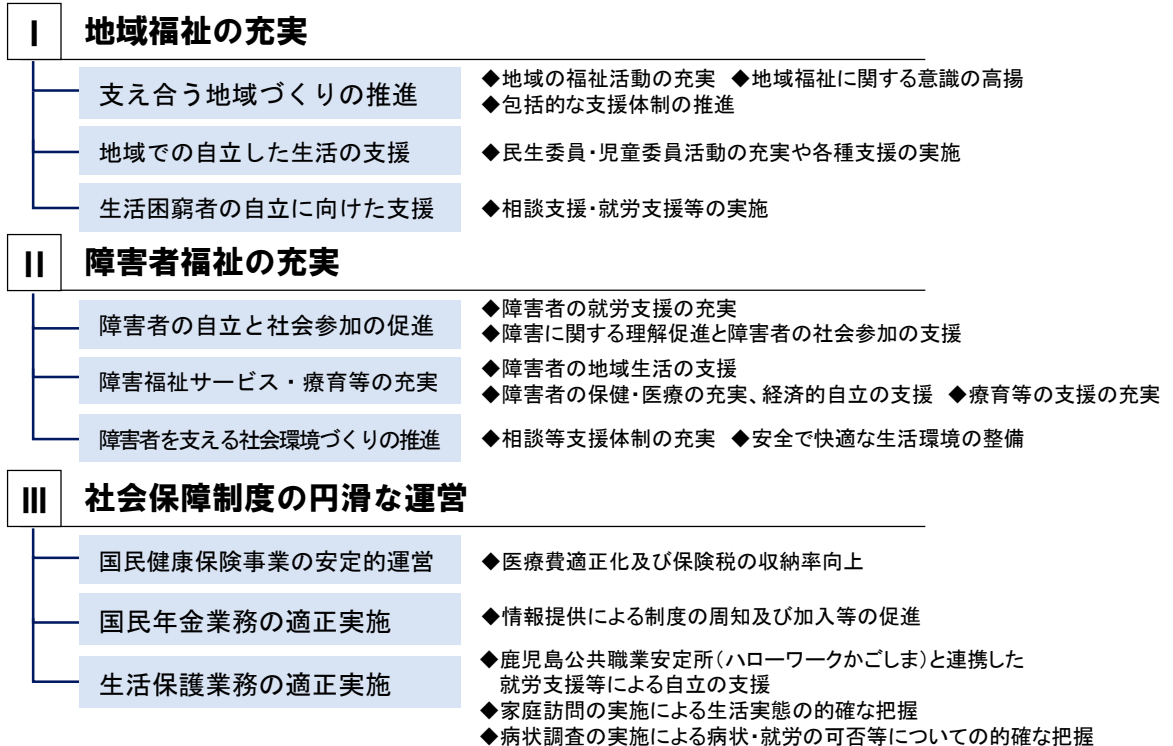 Ⅰ 地域福祉の充実
支え合う地域づくりの推進
◆地域の福祉活動の充実 ◆地域福祉に関する意識の高揚
◆包括的な支援体制の推進
地域での自立した生活の支援
◆民生委員・児童委員活動の充実や各種支援の実施
生活困窮者の自立に向けた支援
◆相談支援・就労支援等の実施
Ⅱ 障害者福祉の充実
障害者の自立と社会参加の促進
◆障害者の就労支援の充実
◆障害に関する理解促進と障害者の社会参加の支援
障害福祉サービス・療育等の充実
◆障害者の地域生活の支援
◆障害者の保健・医療の充実、経済的自立の支援 ◆療育等の支援の充実
障害者を支える社会環境づくりの推進
◆相談等支援体制の充実 ◆安全で快適な生活環境の整備
Ⅲ 社会保障制度の円滑な運営
国民健康保険事業の安定的運営
◆医療費適正化及び保険税の収納率向上
国民年金業務の適正実施
◆情報提供による制度の周知及び加入等の促進
生活保護業務の適正実施
◆鹿児島公共職業安定所（ハローワークかごしま）と連携した
就労支援等による自立の支援
◆家庭訪問の実施による生活実態の的確な把握
◆病状調査の実施による病状・就労の可否等についての的確な把握